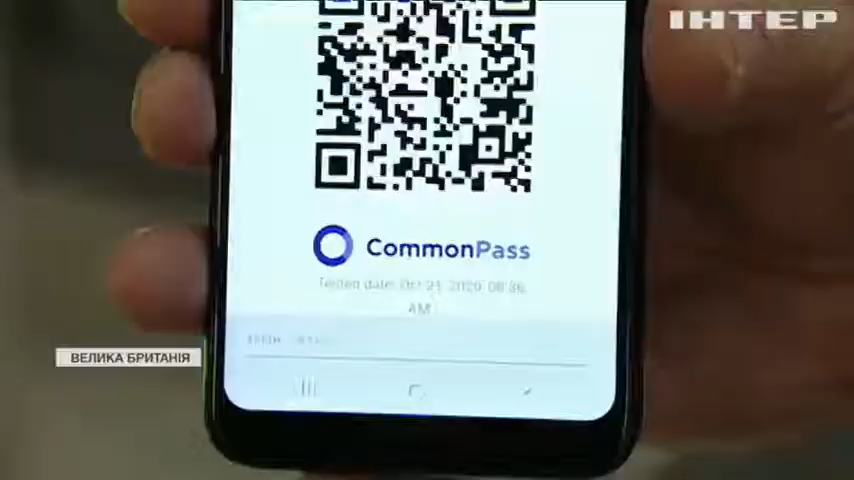 ІНТЕР
CommonPass
Tested date: Oct 21, 2020, 08:36
AM
ВЕЛИКА БРИТАНІЯ